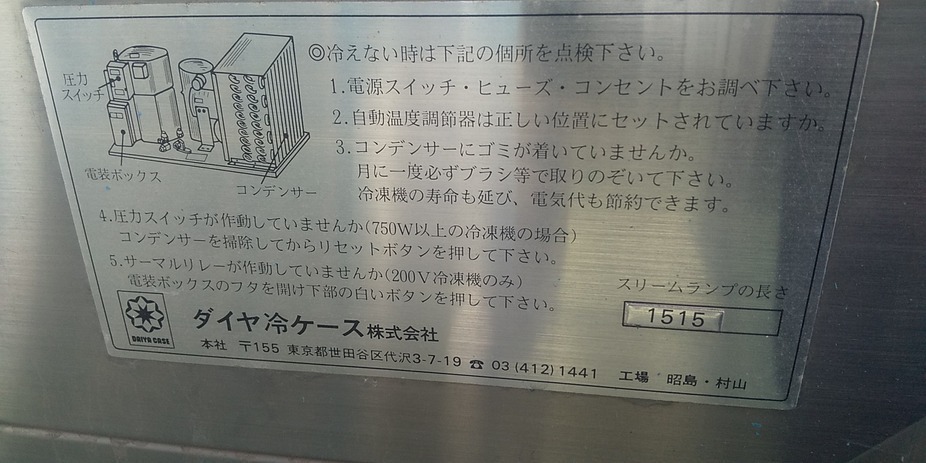 圧力
スイッチ
電装ボックス
コンデンサー
◎冷えない時は下記の個所を点検下さい。
1.電源スイッチ・ヒューズ・コンセントをお調べ下さい。
2.自動温度調節器は正しい位置にセットされていますか。
3.コンデンサーにゴミが着いていませんか。
月に一度必ずブラシ等で取りのぞいて下さい。
冷凍機の寿命も延び、電気代も節約できます。
4.圧力スイッチが作動していませんか(750W以上の冷凍機の場合)
コンデンサーを掃除してからリセットボタンを押して下さい。
5.サーマルリレーが作動していませんか(200V冷凍機のみ)
電装ボックスのフタを開け下部の白いボタンを押して下さい。
スリームランプの長さ
1515
DAIYA CASE
ダイヤ冷ケース株式会社
本社 〒155 東京都世田谷区代沢3-7-19 ☎ 03(412)1441 工場 昭島・村山